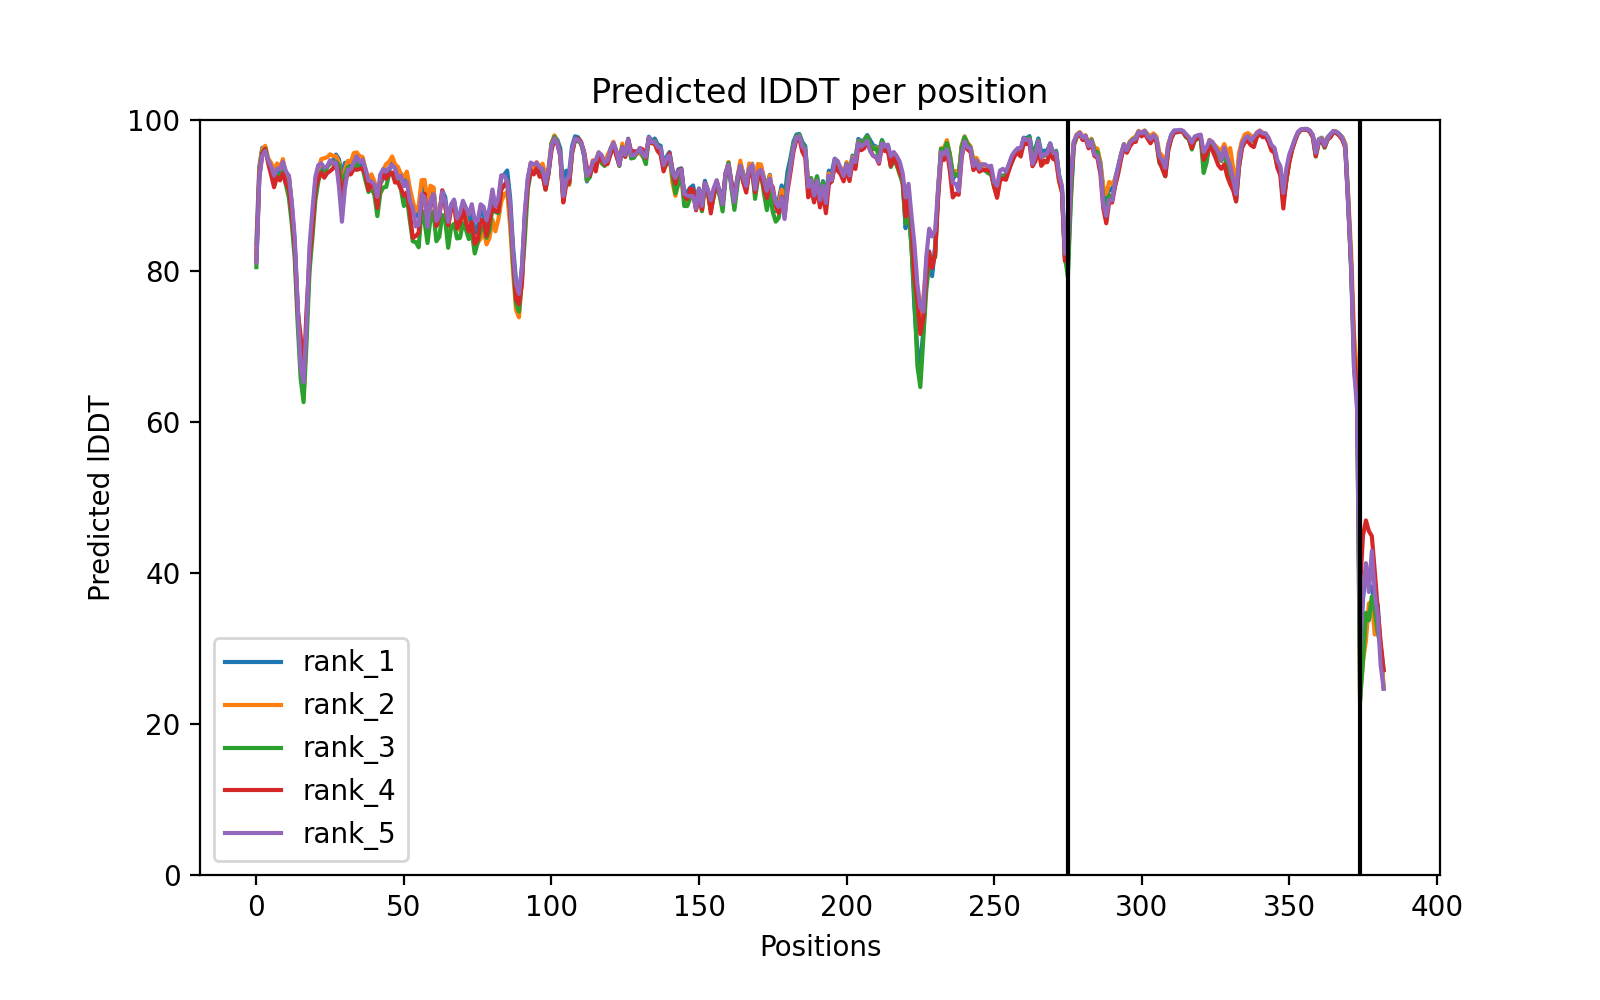 Predicted lDDT per position
100
80
60
40
20
0
Predicted lDDT
rank_1
rank_2
rank_3
rank_4
rank_5
0 50 100 150 200 250 300 350 400
Positions